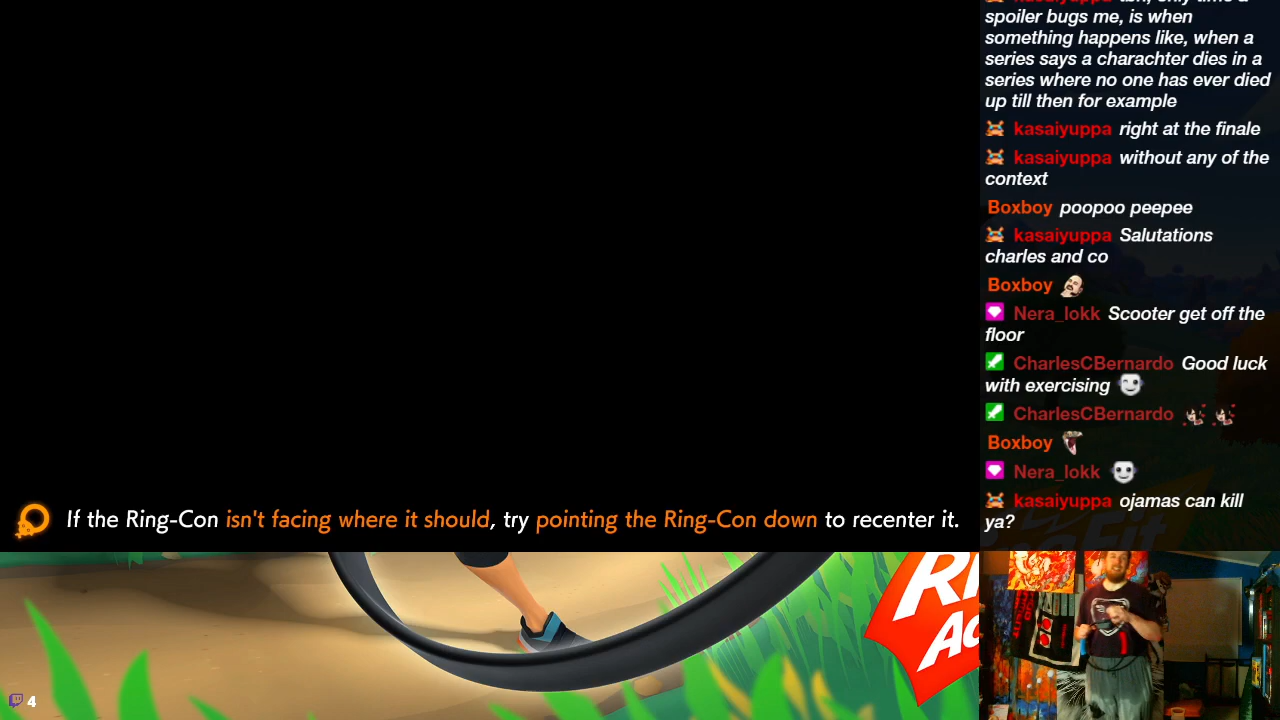 spoiler bugs me, is when
something happens like, when a
series says a charachter dies in a
series where no one has ever died
up till then for example
kasaiyuppa right at the finale
kasaiyuppa without any of the
context
Boxboy poopoo peepee
kasaiyuppa Salutations
charles and co
Boxboy
Nera_lokk Scooter get off the
floor
CharlesCBernardo Good luck
with exercising
CharlesCBernardo
Boxboy
Nera_lokk
kasaiyuppa ojamas can kill
ya?
If the Ring-Con isn't facing where it should, try pointing the Ring-Con down to recenter it.
4